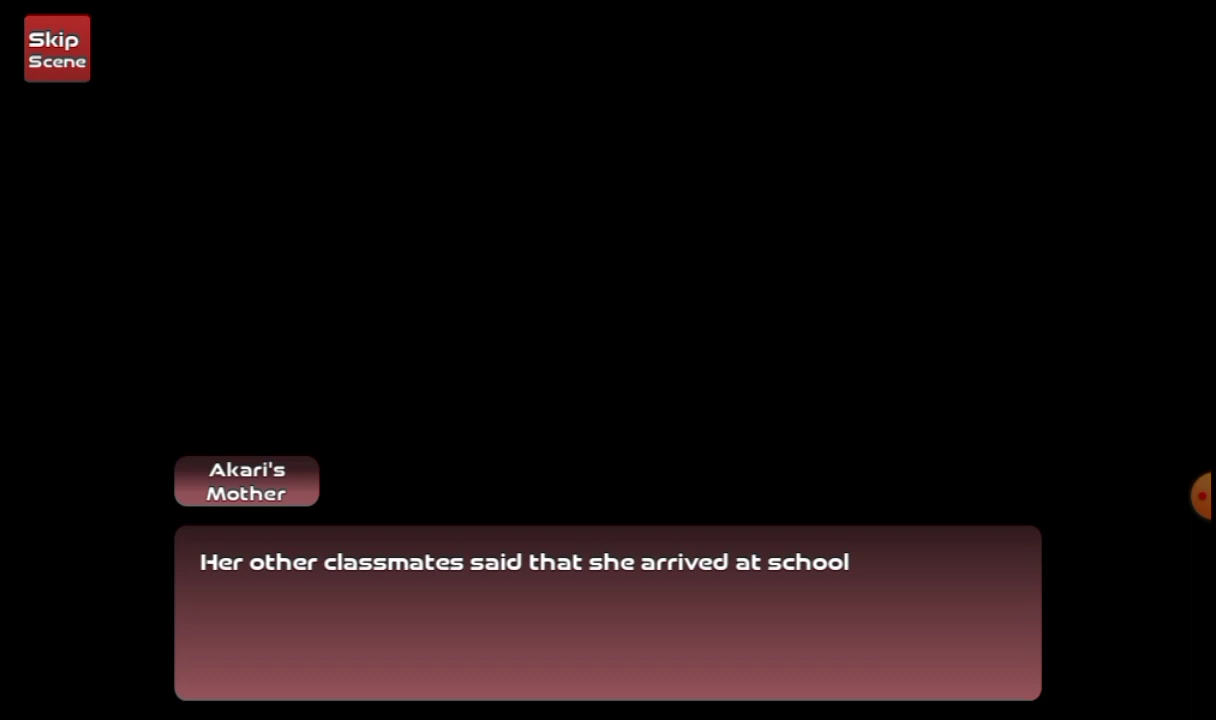 Skip
Scene
Akari's
Mother
Her other classmates said that she arrived at school